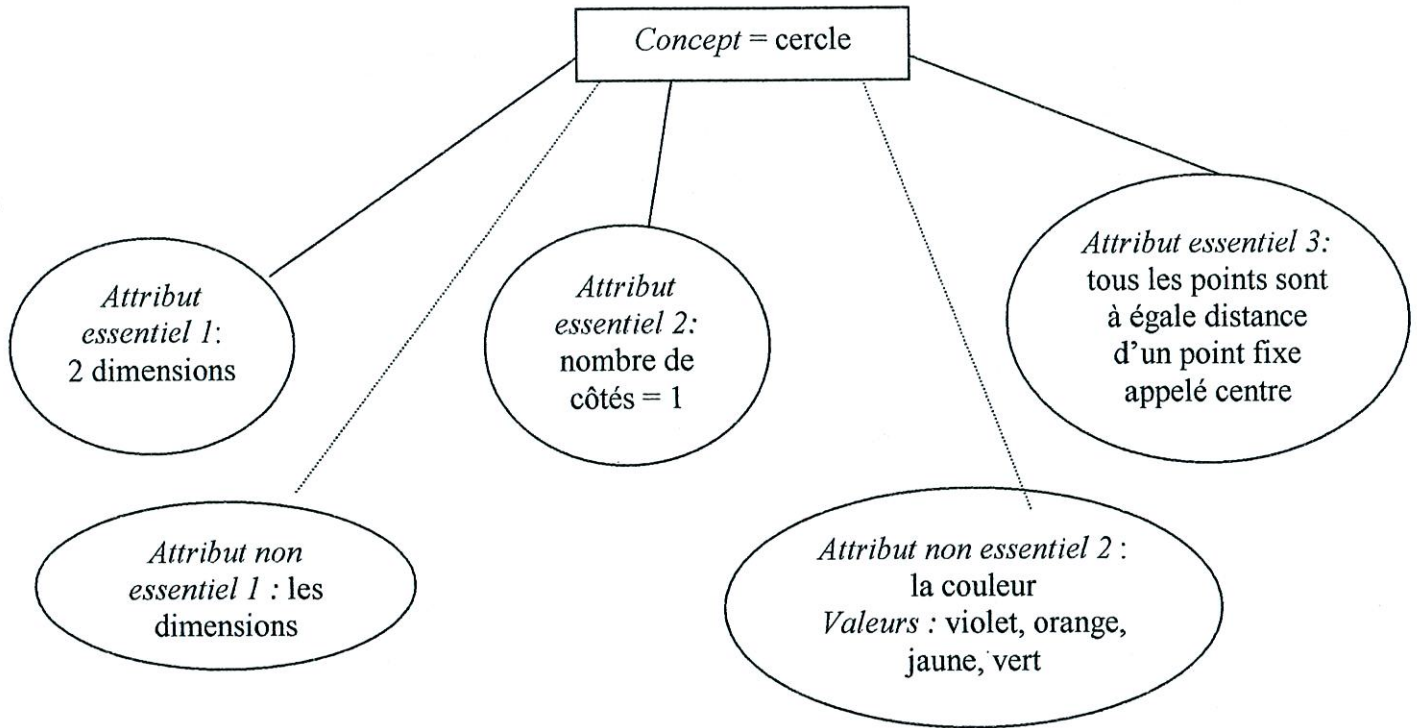 Concept = cercle
Attribut
essentiel 1:
2 dimensions
Attribut
essentiel 2:
nombre de
côtés = 1
Attribut essentiel 3:
tous les points sont
à égale distance
d’un point fixe
appelé centre
Attribut non
essentiel 1 : les
dimensions
Attribut non essentiel 2 :
la couleur
Valeurs : violet, orange,
jaune, vert